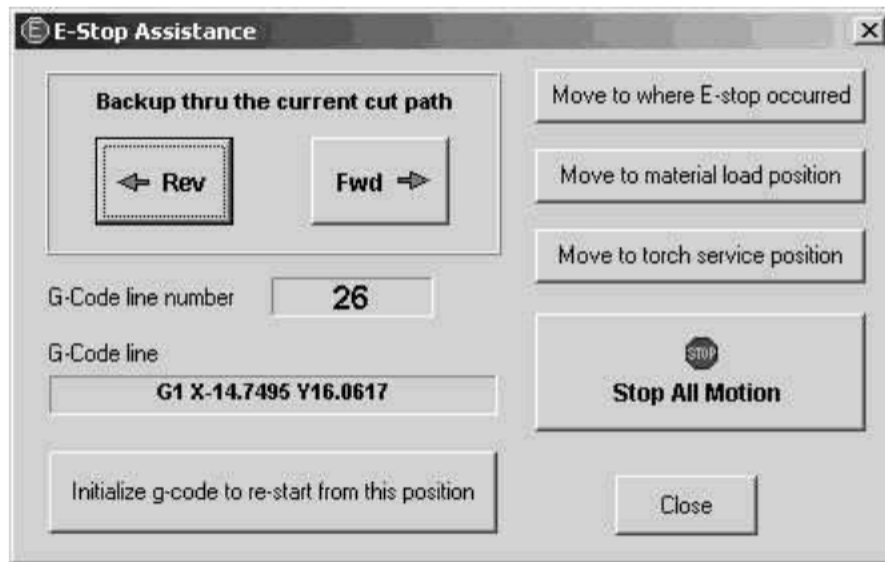 E E-Stop Assistance
Backup thru the current cut path
Rev
Fwd
G-Code line number 26
G-Code line
G1 X-14.7495 Y16.0617
Initialize g-code to re-start from this position
Move to where E-stop occurred
Move to material load position
Move to torch service position
STOP
Stop All Motion
Close